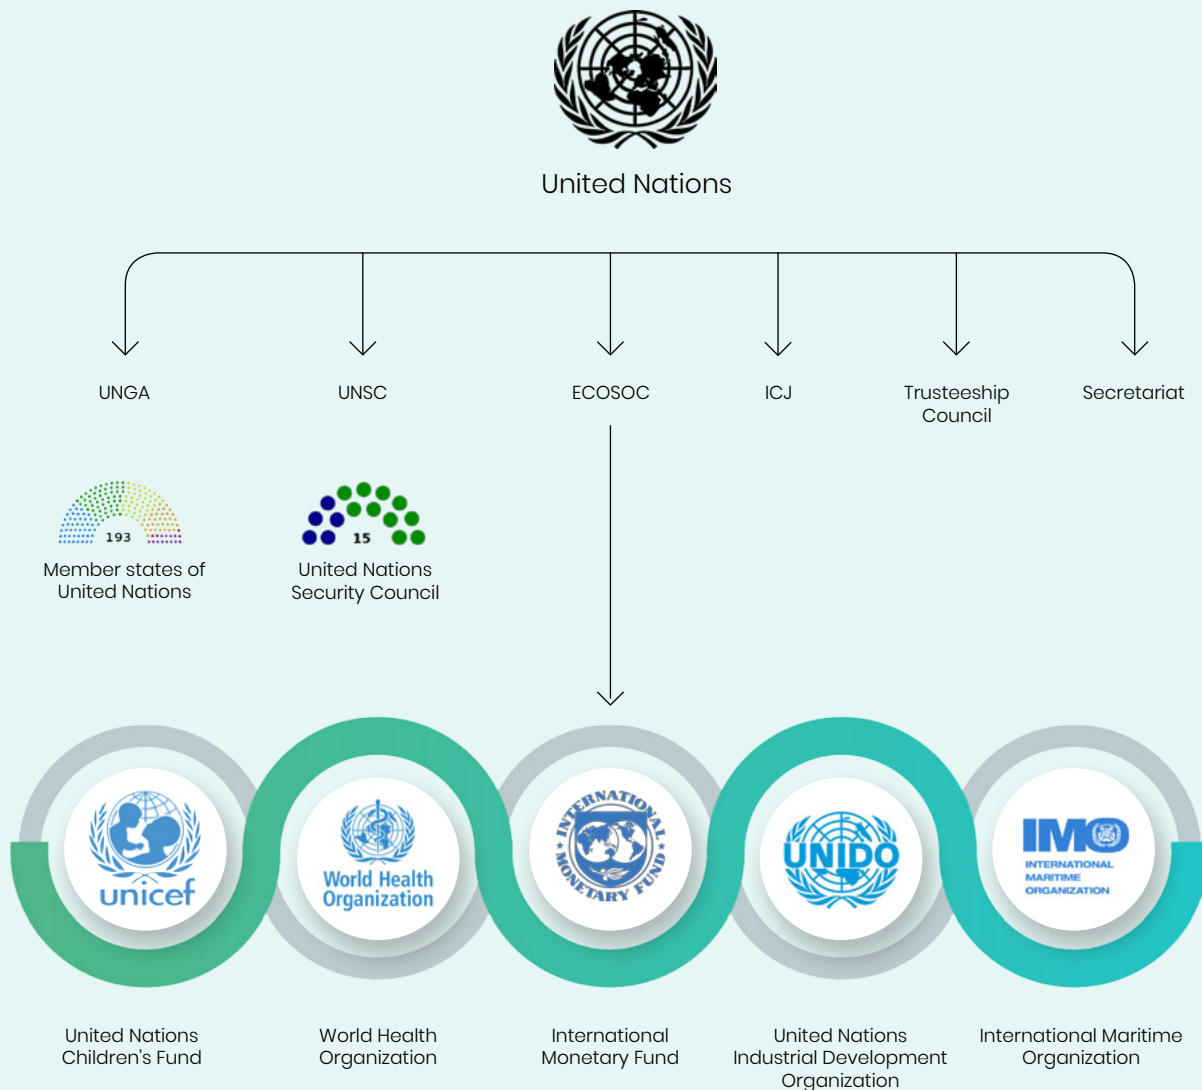 United Nations
UNGA
UNSC
ECOSOC
ICJ
Trusteeship
Council
Secretariat
193
Member states of
United Nations
15
United Nations
Security Council
unicef
World Health
Organization
INTERNATIONAL
MONETARY FUND
UNIDO
IMO
INTERNATIONAL
MARITIME
ORGANIZATION
United Nations
Children's Fund
World Health
Organization
International
Monetary Fund
United Nations
Industrial Development
Organization
International Maritime
Organization